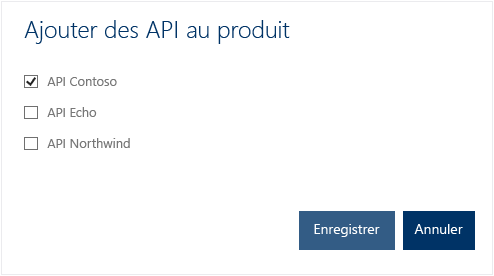 Ajouter des API au produit
API Contoso
API Echo
API Northwind
Enregistrer Annuler